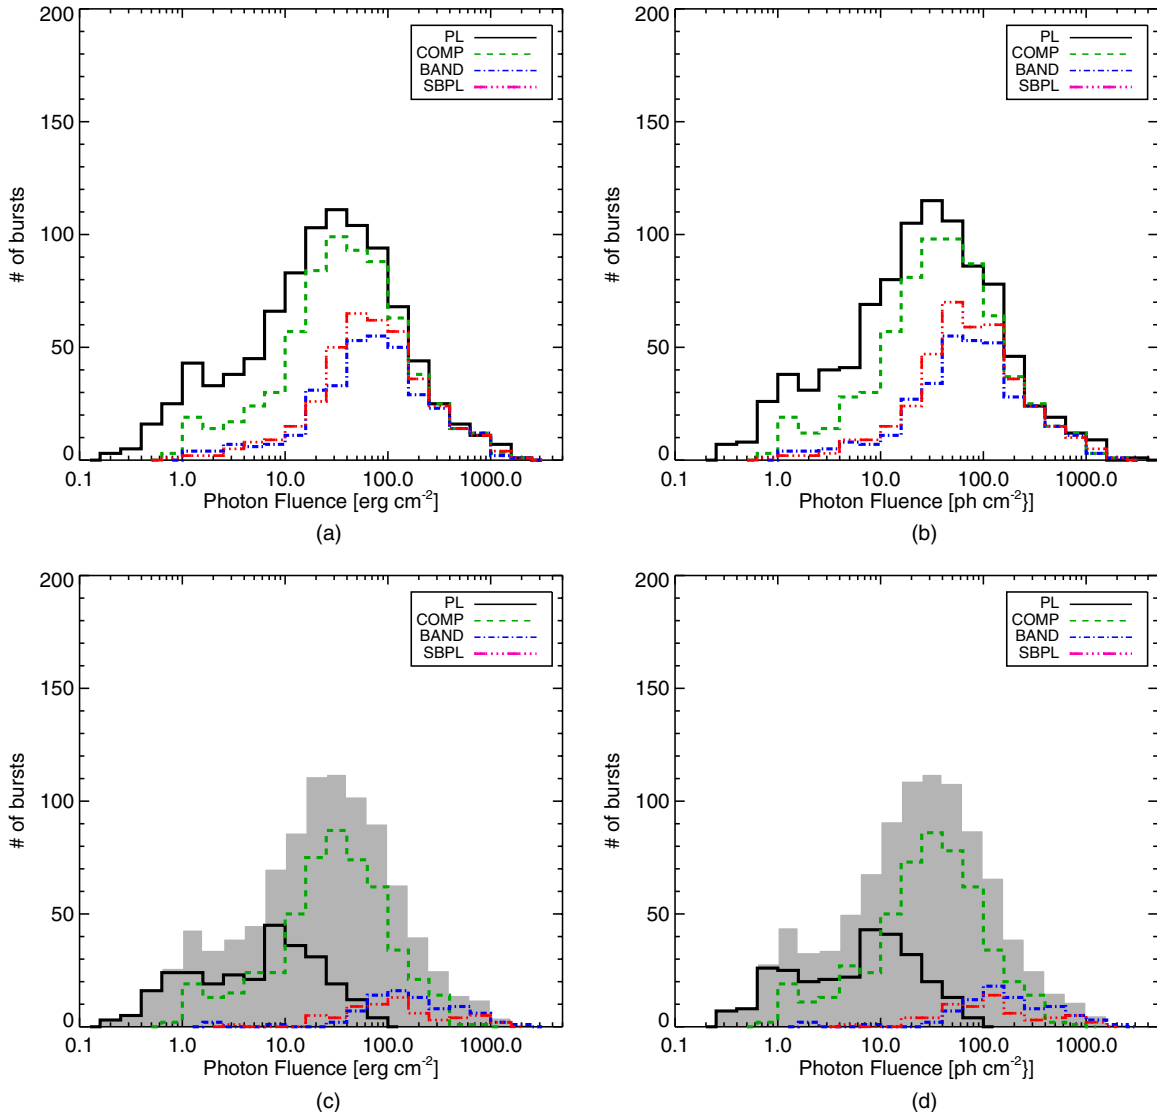 200
150
100
50
0
# of bursts
PL
COMP
BAND
SBPL
0.1 1.0 10.0 100.0 1000.0
Photon Fluence [erg cm-2]
(a)
200
150
100
50
0
# of bursts
PL
COMP
BAND
SBPL
0.1 1.0 10.0 100.0 1000.0
Photon Fluence [ph cm-2}]
(b)
200
150
100
50
0
# of bursts
PL
COMP
BAND
SBPL
0.1 1.0 10.0 100.0 1000.0
Photon Fluence [erg cm-2]
(c)
200
150
100
50
0
# of bursts
PL
COMP
BAND
SBPL
0.1 1.0 10.0 100.0 1000.0
Photon Fluence [ph cm-2}]
(d)